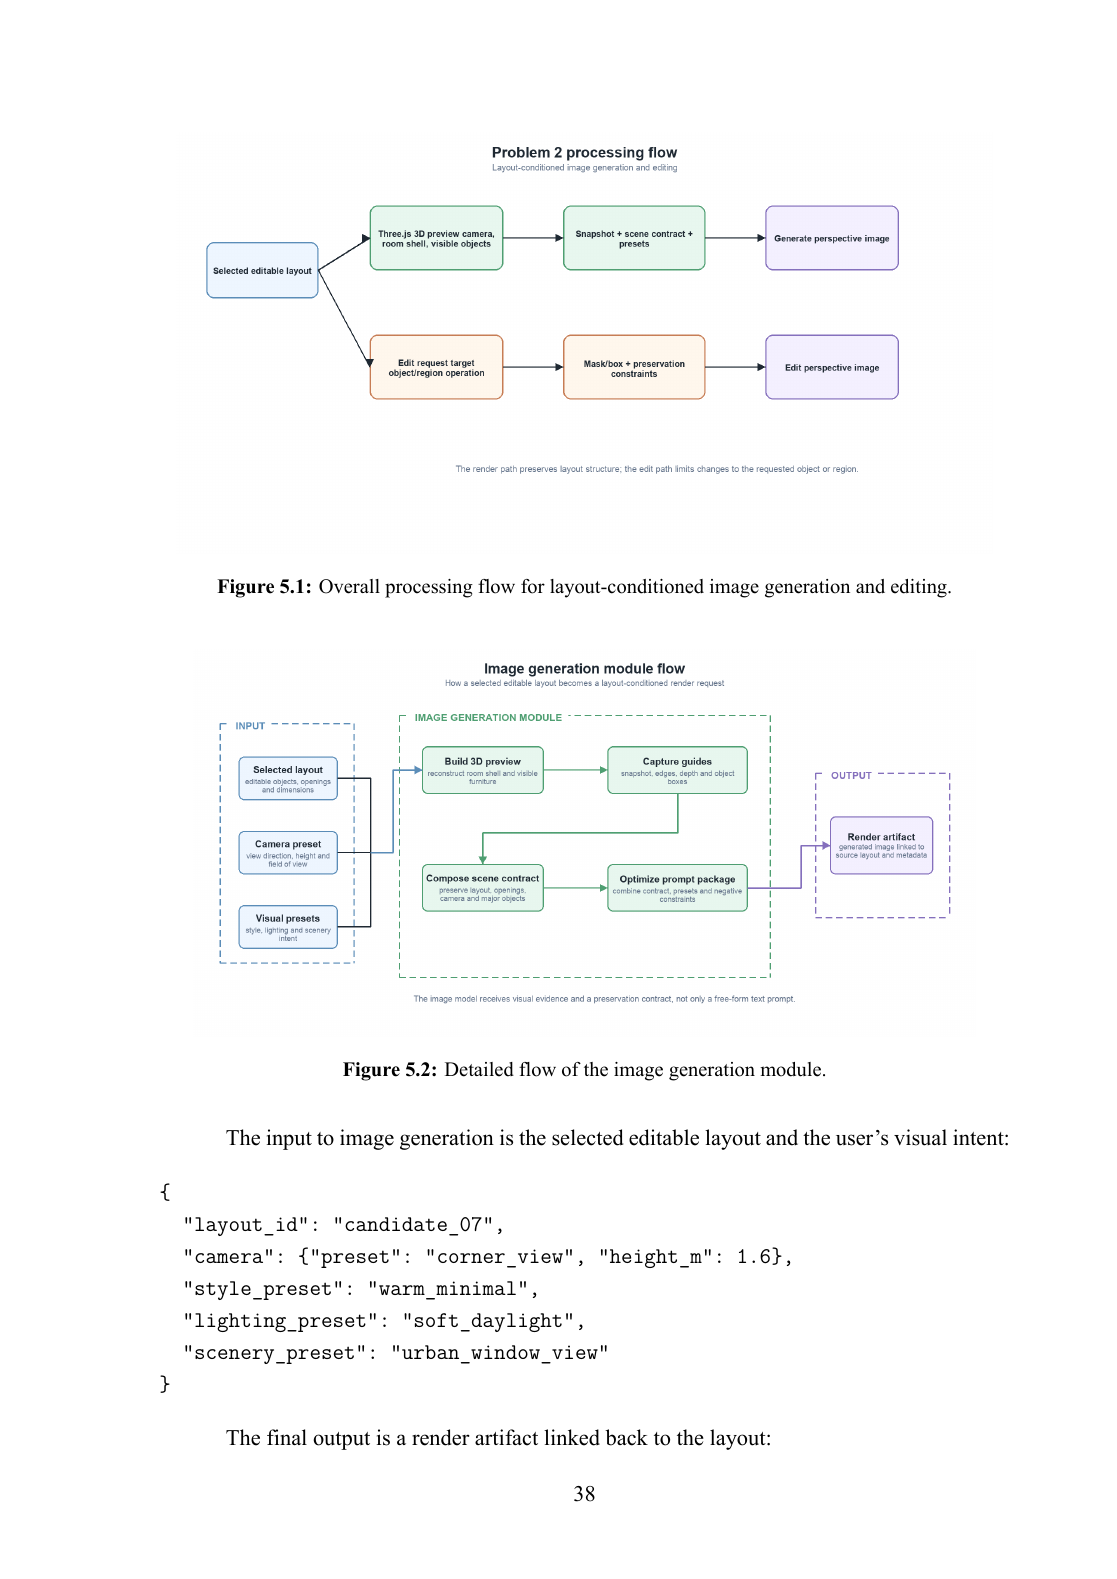 Problem 2 processing flow
Layout-conditioned image generation and editing
Selected editable layout
Three.js 3D preview camera,
room shell, visible objects
Snapshot + scene contract +
presets
Generate perspective image
Edit request target
object/region operation
Mask/box + preservation
constraints
Edit perspective image
The render path preserves layout structure; the edit path limits changes to the requested object or region.
Figure 5.1: Overall processing flow for layout-conditioned image generation and editing.
Image generation module flow
How a selected editable layout becomes a layout-conditioned render request
INPUT
Selected layout
editable objects, openings
and dimensions
Camera preset
view direction, height and
field of view
Visual presets
style, lighting and scenery
intent
IMAGE GENERATION MODULE
Build 3D preview
reconstruct room shell and visible
furniture
Capture guides
snapshot, edges, depth and object
boxes
Compose scene contract
preserve layout, openings,
camera and major objects
Optimize prompt package
combine contract, presets and negative
constraints
OUTPUT
Render artifact
generated image linked to
source layout and metadata
The image model receives visual evidence and a preservation contract, not only a free-form text prompt.
Figure 5.2: Detailed flow of the image generation module.
The input to image generation is the selected editable layout and the user’s visual intent:
{
"layout_id": "candidate_07",
"camera": {"preset": "corner_view", "height_m": 1.6},
"style_preset": "warm_minimal",
"lighting_preset": "soft_daylight",
"scenery_preset": "urban_window_view"
}
The final output is a render artifact linked back to the layout:
38